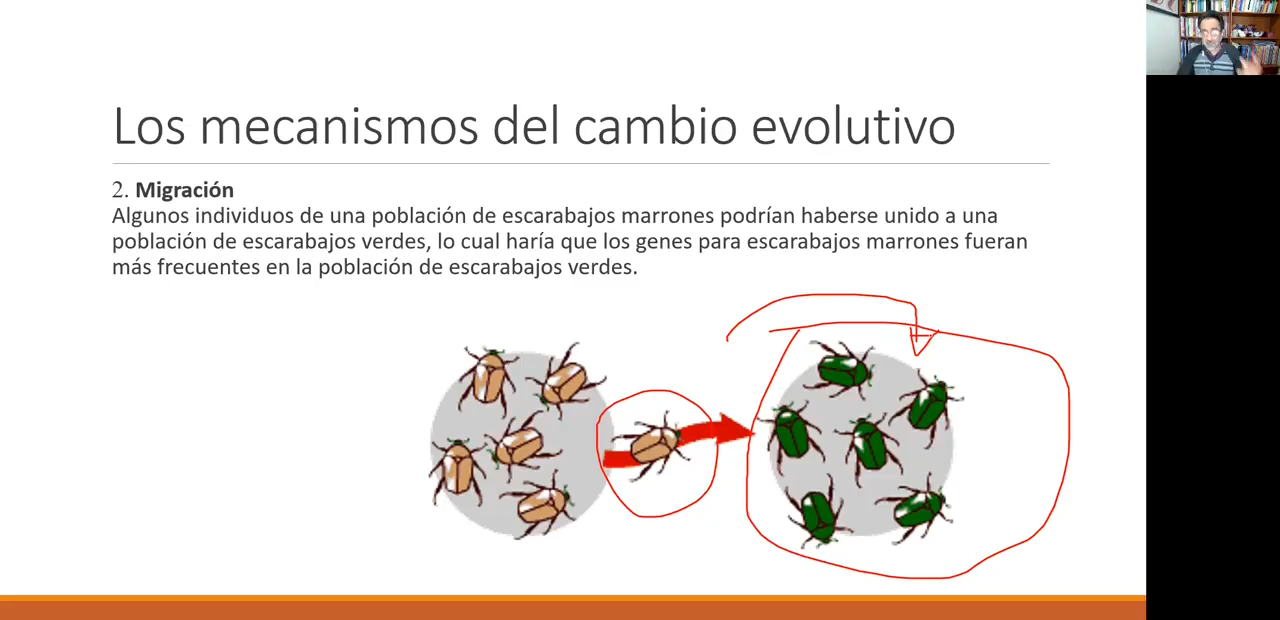 Los mecanismos del cambio evolutivo
2. Migración
Algunos individuos de una población de escarabajos marrones podrían haberse unido a una
población de escarabajos verdes, lo cual haría que los genes para escarabajos marrones fueran
más frecuentes en la población de escarabajos verdes.